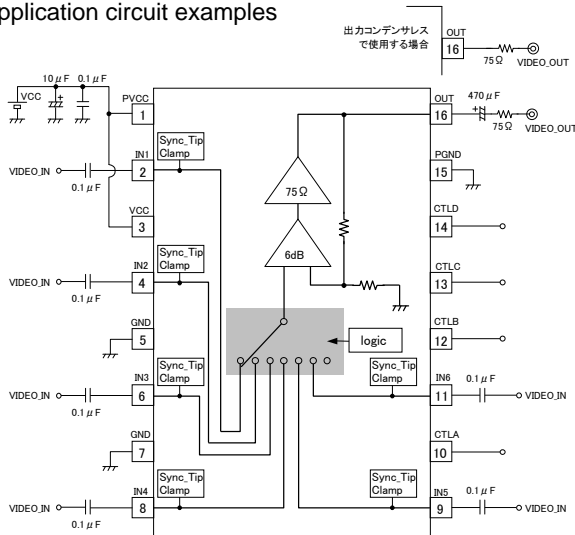 pplication circuit examples
出力コンデンサレス
で使用する場合
OUT
16
75Ω
VIDEO_OUT
10μF
0.1μF
VCC
PVCC
1
OUT
16
470μF
+
75Ω
VIDEO_OUT
Sync_Tip
Clamp
IN1
2
VIDEO_IN
0.1μF
PGND
15
75Ω
VCC
3
CTLD
14
6dB
Sync_Tip
Clamp
IN2
4
VIDEO_IN
0.1μF
CTLC
13
GND
5
logic
CTLB
12
Sync_Tip
Clamp
IN3
6
VIDEO_IN
0.1μF
Sync_Tip
Clamp
IN6
11
0.1μF
VIDEO_IN
GND
7
CTLA
10
Sync_Tip
Clamp
IN4
8
VIDEO_IN
0.1μF
Sync_Tip
Clamp
IN5
9
0.1μF
VIDEO_IN